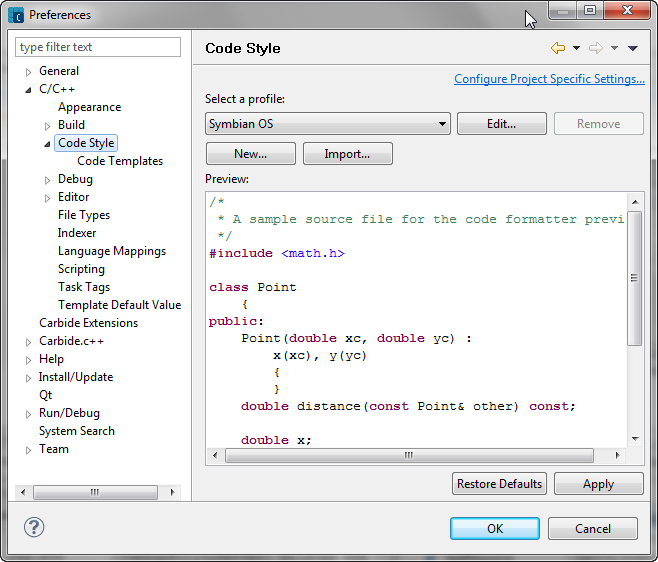 Preferences
type filter text
General
C/C++
Appearance
Build
Code Style
Code Templates
Debug
Editor
File Types
Indexer
Language Mappings
Scripting
Task Tags
Template Default Value
Carbide Extensions
Carbide.c++
Help
Install/Update
Qt
Run/Debug
System Search
Team
Code Style
Configure Project Specific Settings...
Select a profile:
Symbian OS
Edit...
Remove
New...
Import...
Preview:
/*
* A sample source file for the code formatter previ
*/
#include <math.h>
class Point
{
public:
Point(double xc, double yc) :
x(xc), y(yc)
{
}
double distance(const Point& other) const;
double x;
Restore Defaults
Apply
?
OK
Cancel